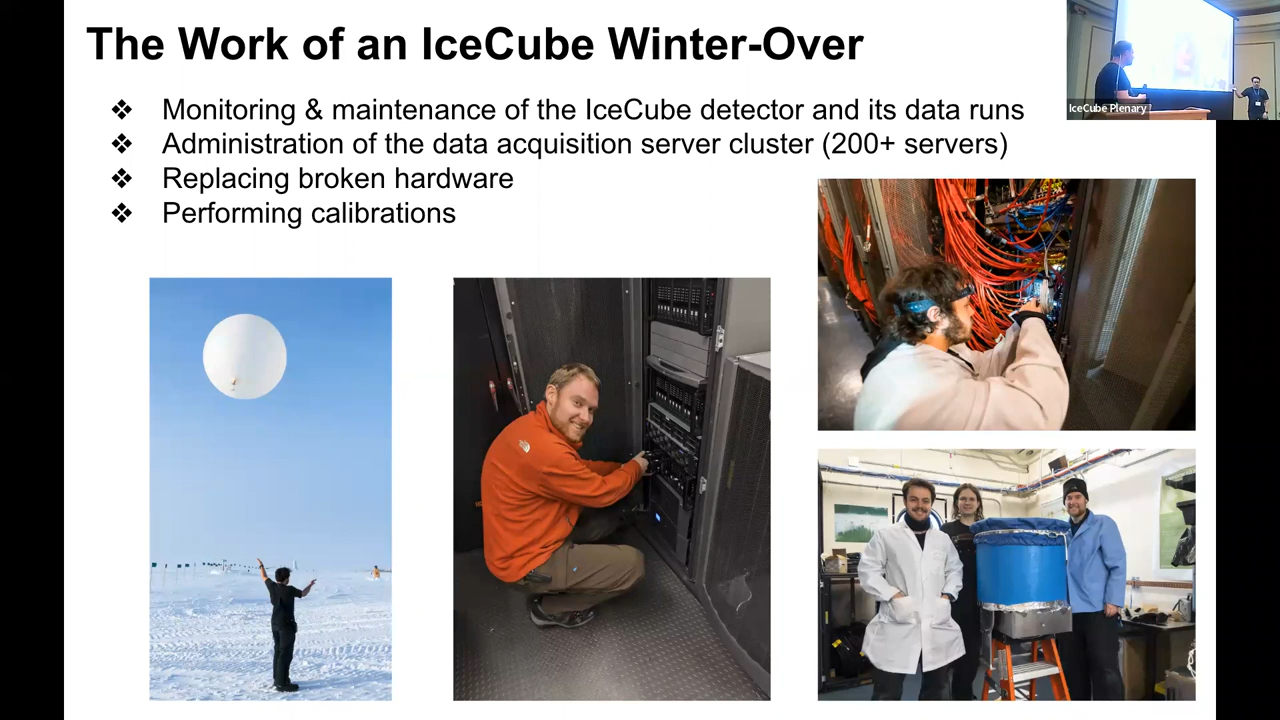 The Work of an IceCube Winter-Over
IceCube Plenary
❖ Monitoring & maintenance of the IceCube detector and its data runs
❖ Administration of the data acquisition server cluster (200+ servers)
❖ Replacing broken hardware
❖ Performing calibrations